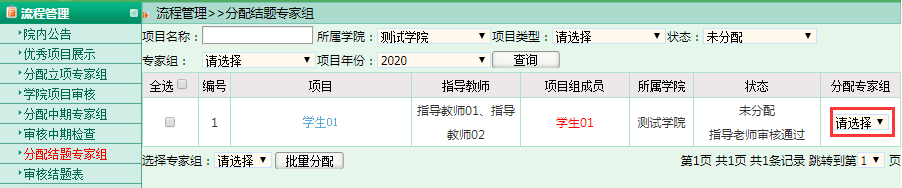 流程管理
院内公告
优秀项目展示
分配立项专家组
学院项目审核
分配中期专家组
审核中期检查
分配结题专家组
审核结题表
流程管理>>分配结题专家组
项目名称： 所属学院： 测试学院 项目类型： 请选择 状态： 未分配
专家组： 请选择 项目年份： 2020 查询
全选 编号 项目 指导教师 项目组成员 所属学院 状态 分配专家组
1 学生01 指导教师01、指导教师02 学生01 测试学院 未分配 指导老师审核通过 请选择
选择专家组： 请选择 批量分配 第1页 共1页 共1条记录 跳转到第 1 页